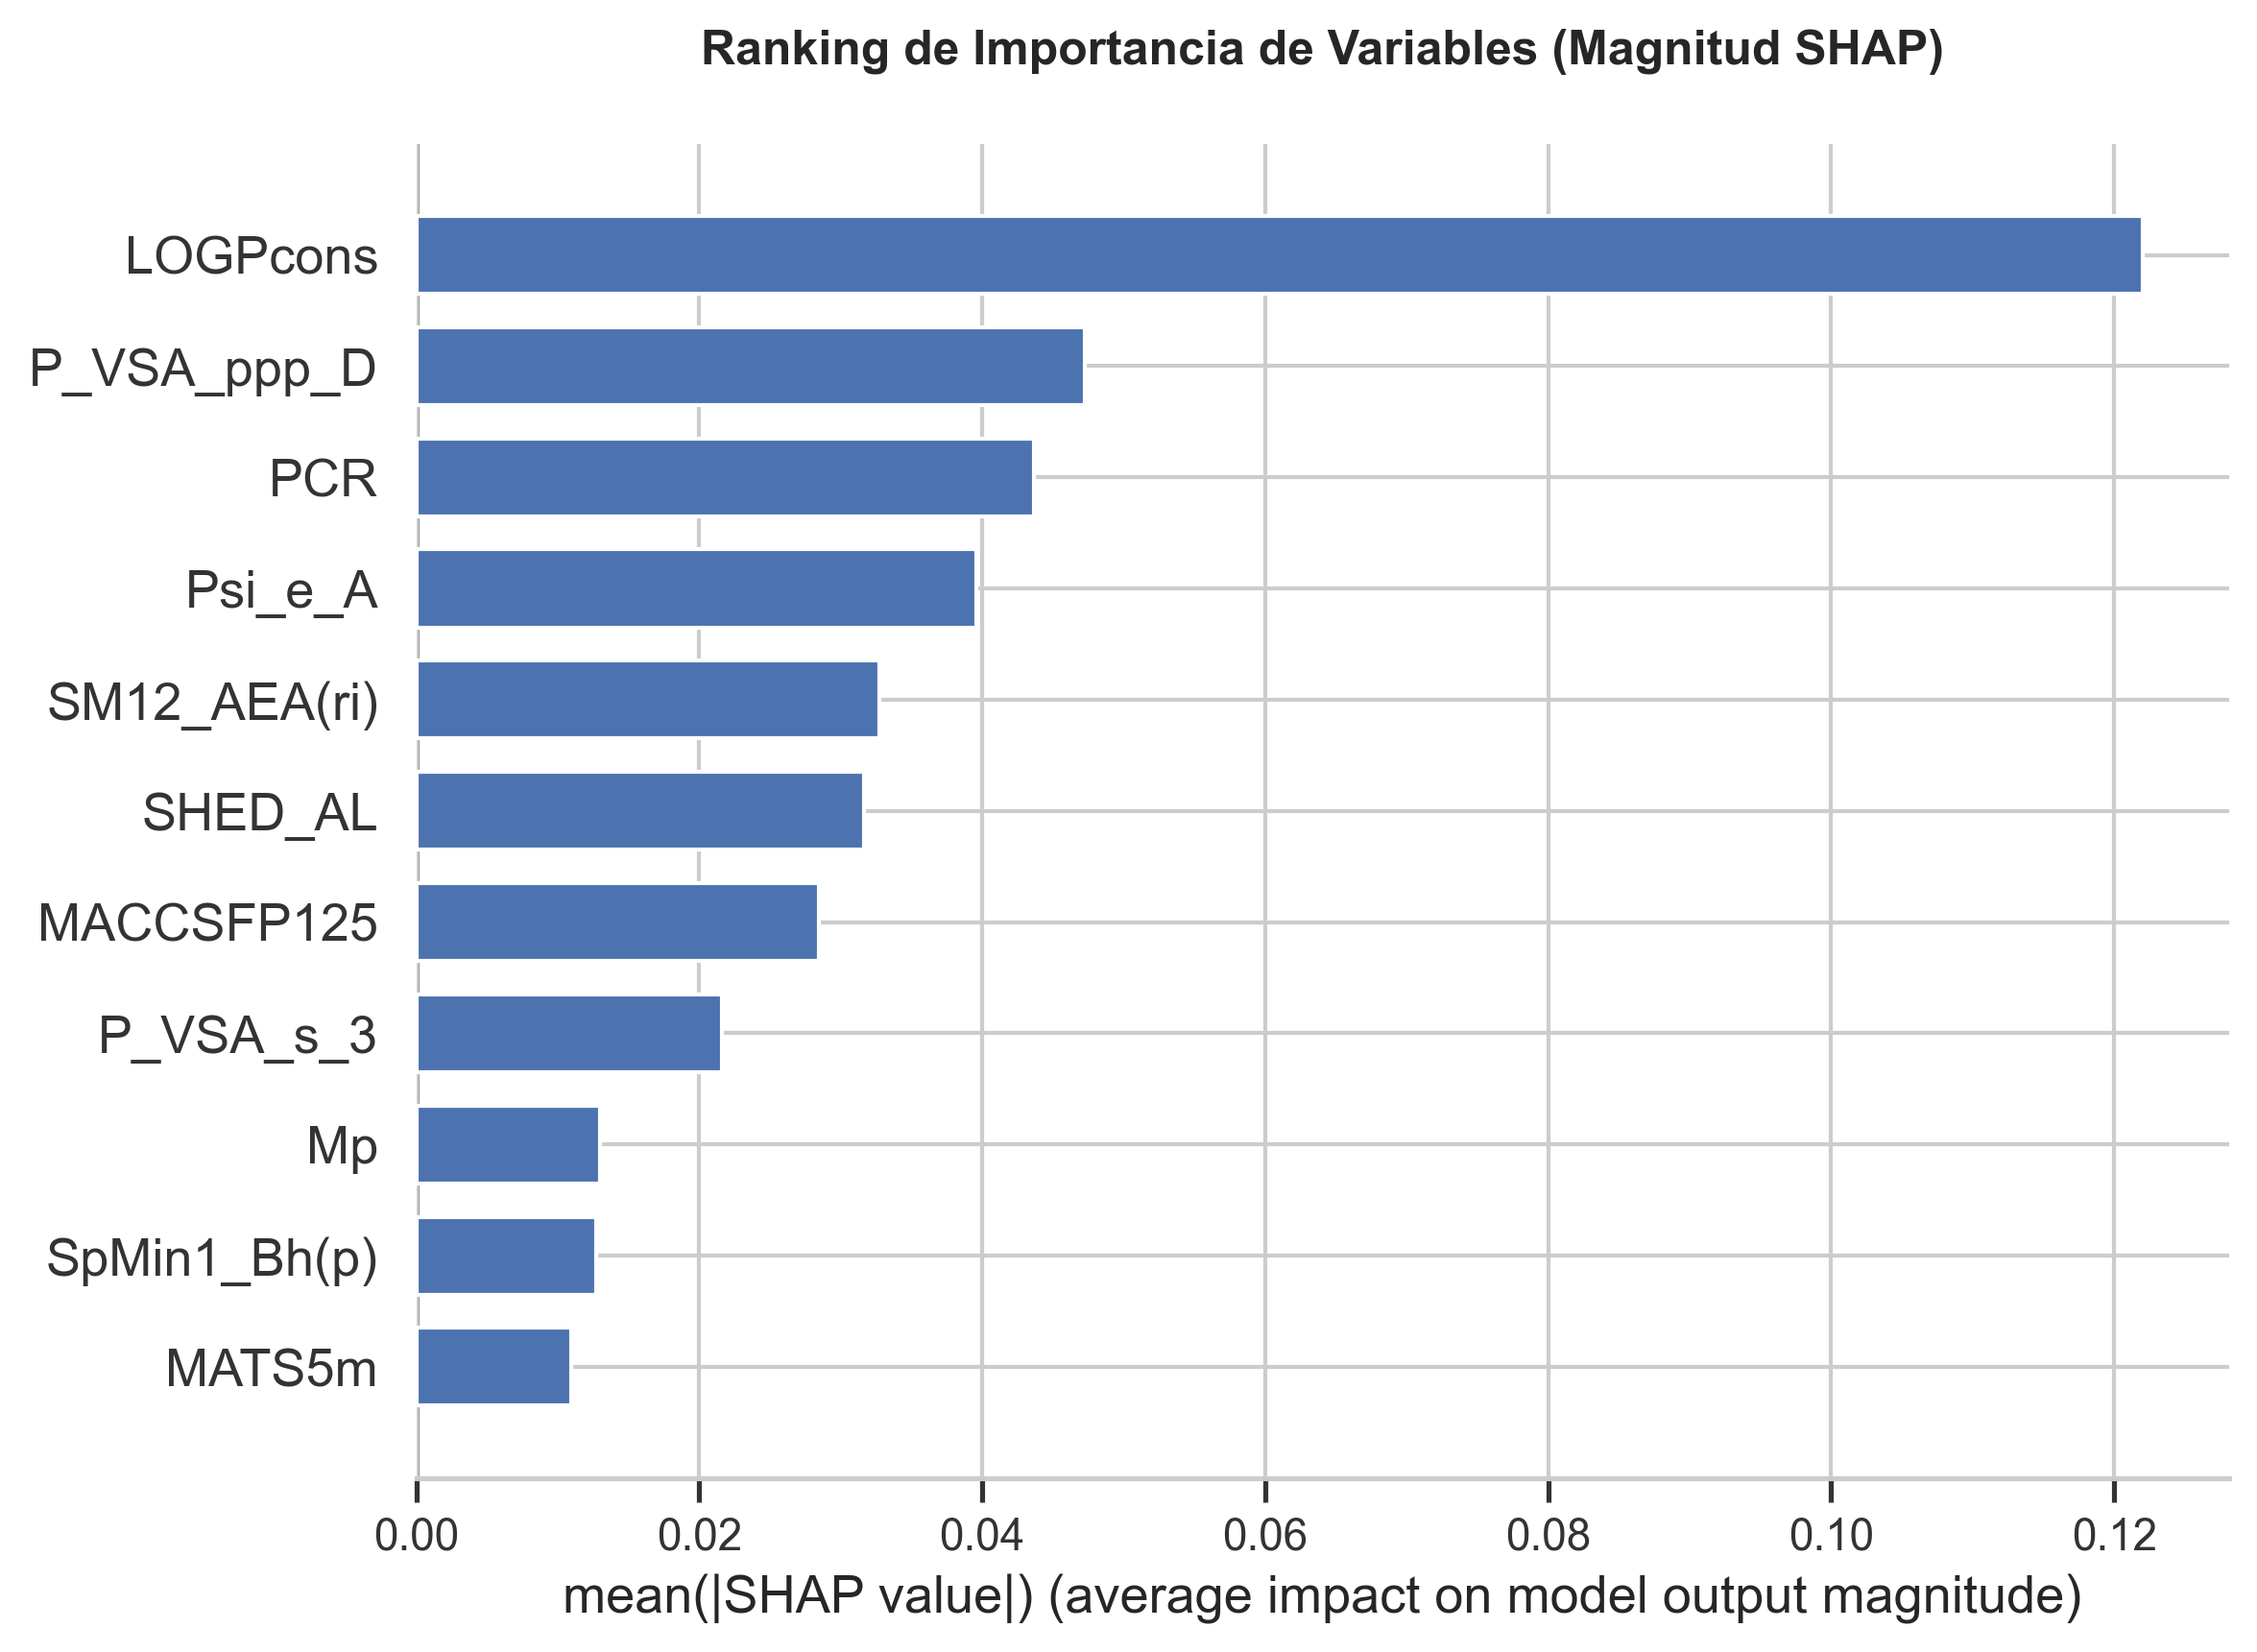 Ranking de Importancia de Variables (Magnitud SHAP)
LOGPcons
P_VSA_ppp_D
PCR
Psi_e_A
SM12_AEA(ri)
SHED_AL
MACCSFP125
P_VSA_s_3
Mp
SpMin1_Bh(p)
MATS5m
0.00 0.02 0.04 0.06 0.08 0.10 0.12
mean(|SHAP value|) (average impact on model output magnitude)